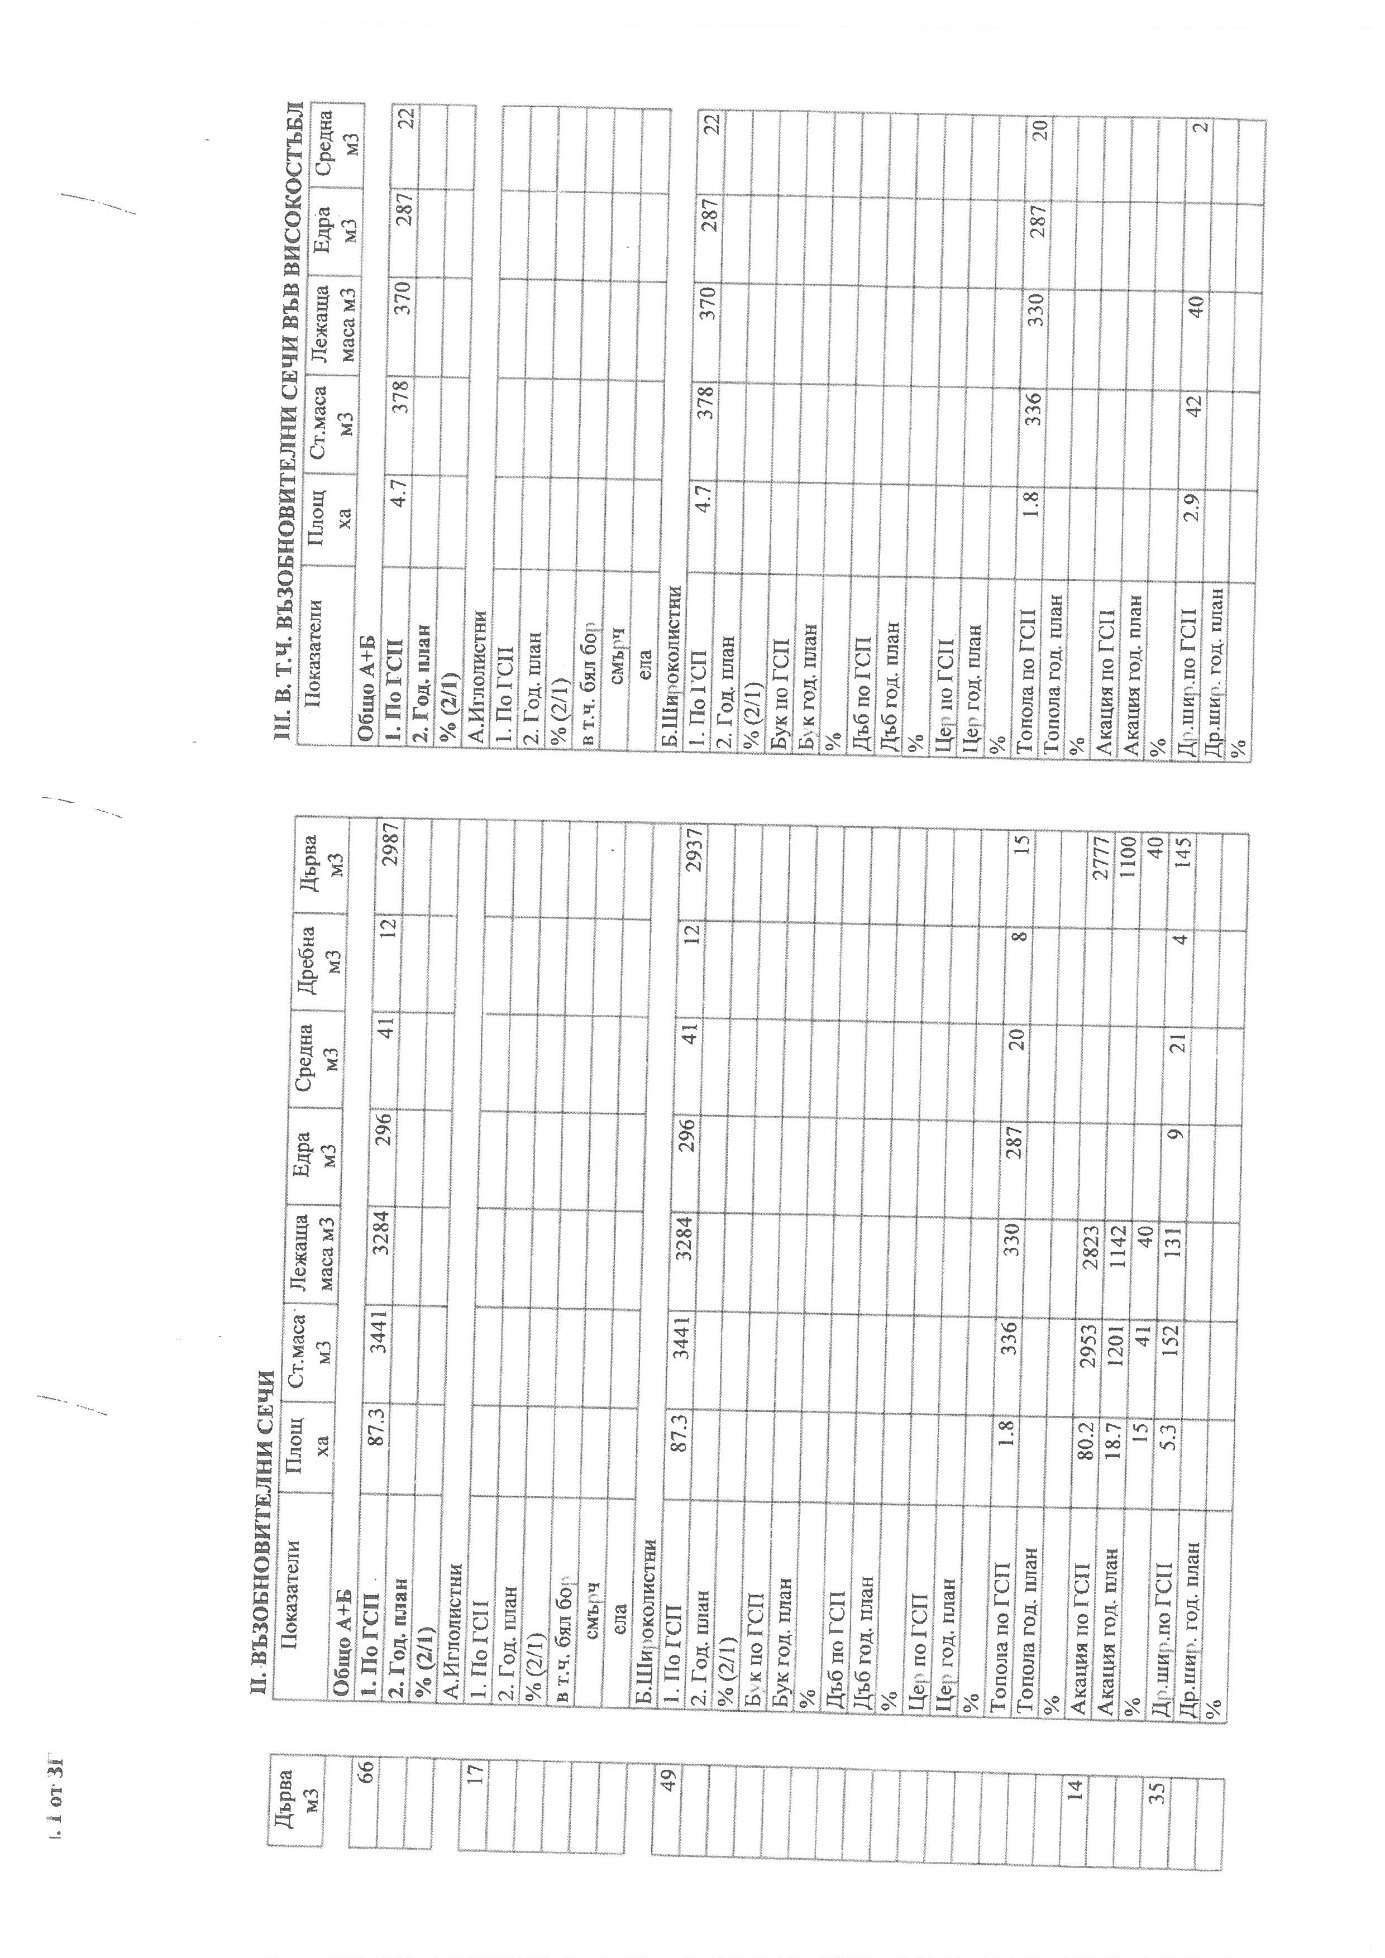 . 1 от ЗГ
Дърва
м3
66
17
49
14
35
II. ВЪЗОБНОВИТЕЛНИ СЕЧИ
Показатели Площ Ст.маса Лежаща Едра Средна Дребна Дърва
ха м3 маса м3 м3 м3 м3 м3
Общо А+Б
1. По ГСП 87.3 3441 3284 296 41 12 2987
2. Год. план
% (2/1)
А.Иглолистни
1. По ГСП
2. Год. план
% (2/1)
в т.ч. бял бор
смърч
ела
Б.Широколистни
1. По ГСП 87.3 3441 3284 296 41 12 2937
2. Год. план
% (2/1)
Бук по ГСП
Бук год. план
%
Дъб по ГСП
Дъб год. план
%
Цер по ГСП
Цер год. план
%
Топола по ГСП 1.8 336 330 287 20 8 15
Топола год. план
%
Акация по ГСП 80.2 2953 2823 2777
Акация год. план 18.7 1201 1142 1100
% 15 41 40 40
Др.шир.по ГСП 5.3 152 131 9 21 4 145
Др.шир. год. план
%
III. В. Т.Ч. ВЪЗОБНОВИТЕЛНИ СЕЧИ ВЪВ ВИСОКОСТЪБЛ
Показатели Площ Ст.маса Лежаща Едра Средна
ха м3 маса м3 м3 м3
Общо А+Б
1. По ГСП 4.7 378 370 287 22
2. Год. план
% (2/1)
А.Иглолистни
1. По ГСП
2. Год. план
% (2/1)
в т.ч. бял бор
смърч
ела
Б.Широколистни
1. По ГСП 4.7 378 370 287 22
2. Год. план
% (2/1)
Бук по ГСП
Бук год. план
%
Дъб по ГСП
Дъб год. план
%
Цер по ГСП
Цер год. план
%
Топола по ГСП 1.8 336 330 287 20
Топола год. план
%
Акация по ГСП
Акация год. план
%
Др.шир.по ГСП 2.9 42 40 2
Др.шир. год. план
%